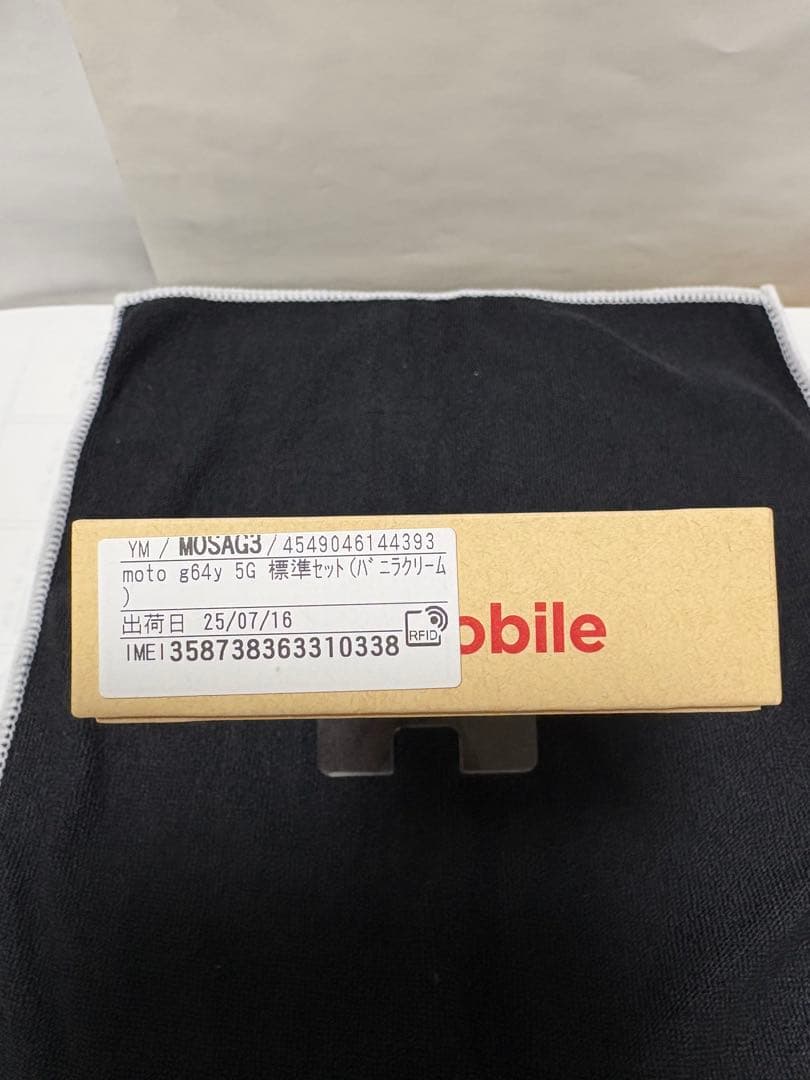 YM / MOSAG3 / 4549046144393
moto g64y 5G 標準ｾｯﾄ(ﾊﾞﾆﾗｸﾘｰﾑ
)
出荷日 25/07/16
RFID
IMEI 358738363310338
obile